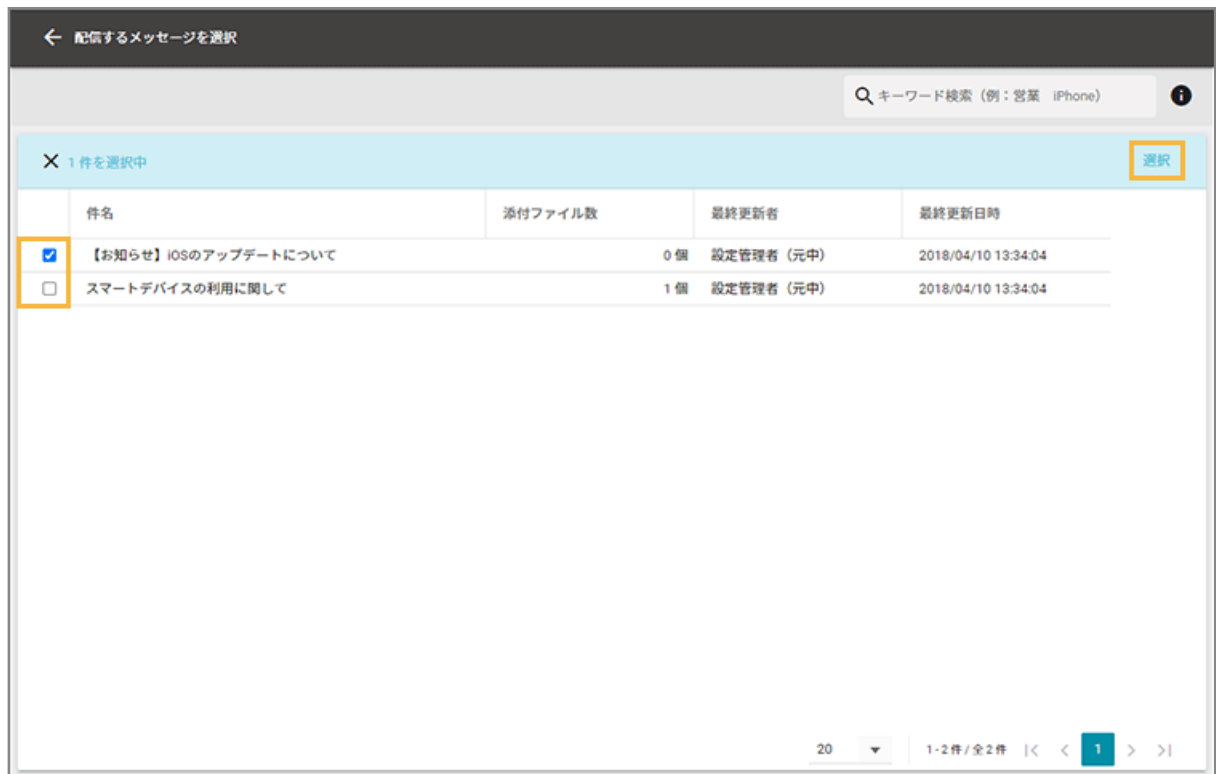 配信するメッセージを選択
キーワード検索（例：営業　iPhone）
1 件を選択中 選択
件名 添付ファイル数 最終更新者 最終更新日時
【お知らせ】iOSのアップデートについて 0 個 設定管理者（元中） 2018/04/10 13:34:04
スマートデバイスの利用に関して 1 個 設定管理者（元中） 2018/04/10 13:34:04
20 1-2 件 / 全 2 件 1